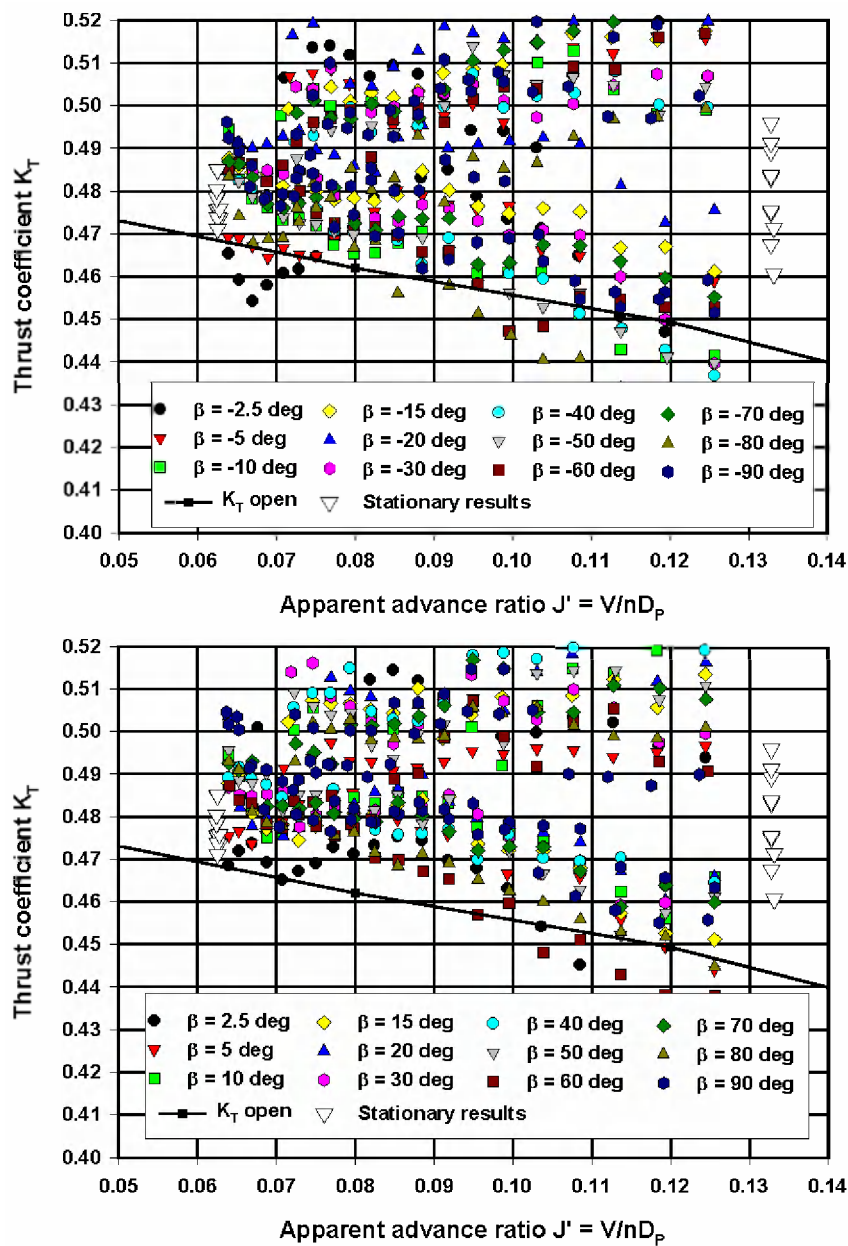 0.52
0.51
0.50
0.49
0.48
0.47
0.46
0.45
0.44
0.43
0.42
0.41
0.40
Thrust coefficient K_T
β = -2.5 deg β = -15 deg β = -40 deg β = -70 deg
β = -5 deg β = -20 deg β = -50 deg β = -80 deg
β = -10 deg β = -30 deg β = -60 deg β = -90 deg
K_T open Stationary results
0.05 0.06 0.07 0.08 0.09 0.10 0.11 0.12 0.13 0.14
Apparent advance ratio J' = V/nD_P
0.52
0.51
0.50
0.49
0.48
0.47
0.46
0.45
0.44
0.43
0.42
0.41
0.40
Thrust coefficient K_T
β = 2.5 deg β = 15 deg β = 40 deg β = 70 deg
β = 5 deg β = 20 deg β = 50 deg β = 80 deg
β = 10 deg β = 30 deg β = 60 deg β = 90 deg
K_T open Stationary results
0.05 0.06 0.07 0.08 0.09 0.10 0.11 0.12 0.13 0.14
Apparent advance ratio J' = V/nD_P